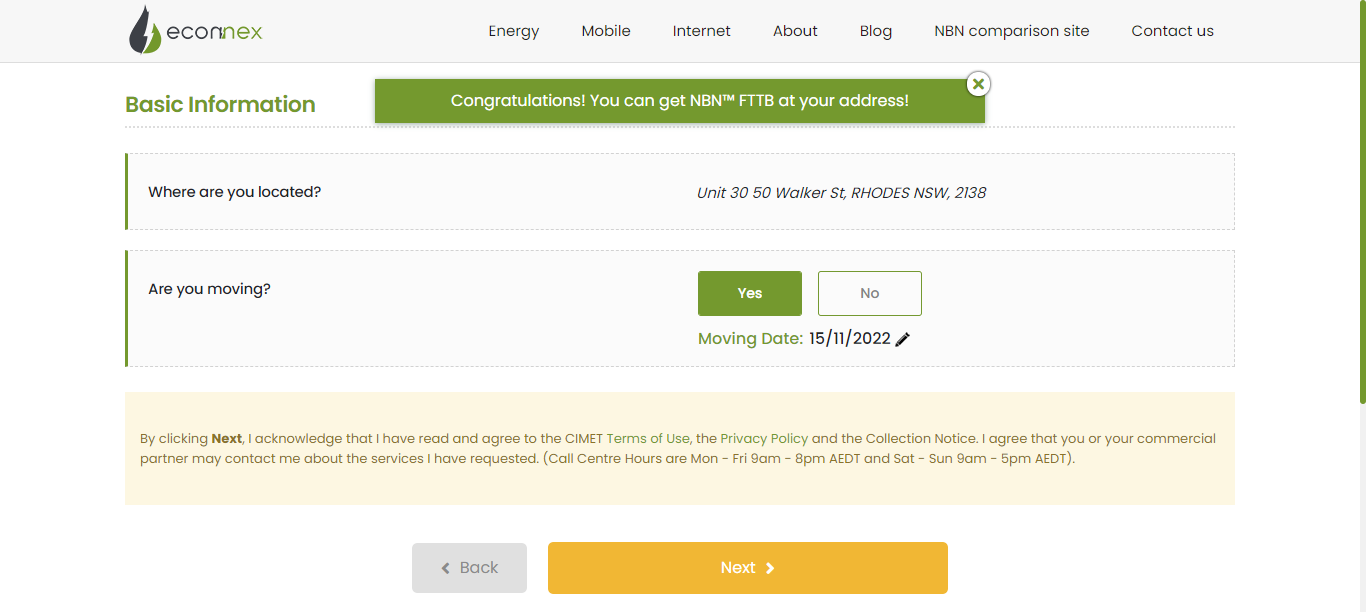 econnex
Energy Mobile Internet About Blog NBN comparison site Contact us
Basic Information
Congratulations! You can get NBN™ FTTB at your address!
Where are you located?
Unit 30 50 Walker St, RHODES NSW, 2138
Are you moving?
Yes No
Moving Date: 15/11/2022
By clicking Next, I acknowledge that I have read and agree to the CIMET Terms of Use, the Privacy Policy and the Collection Notice. I agree that you or your commercial
partner may contact me about the services I have requested. (Call Centre Hours are Mon - Fri 9am - 8pm AEDT and Sat - Sun 9am - 5pm AEDT).
Back Next